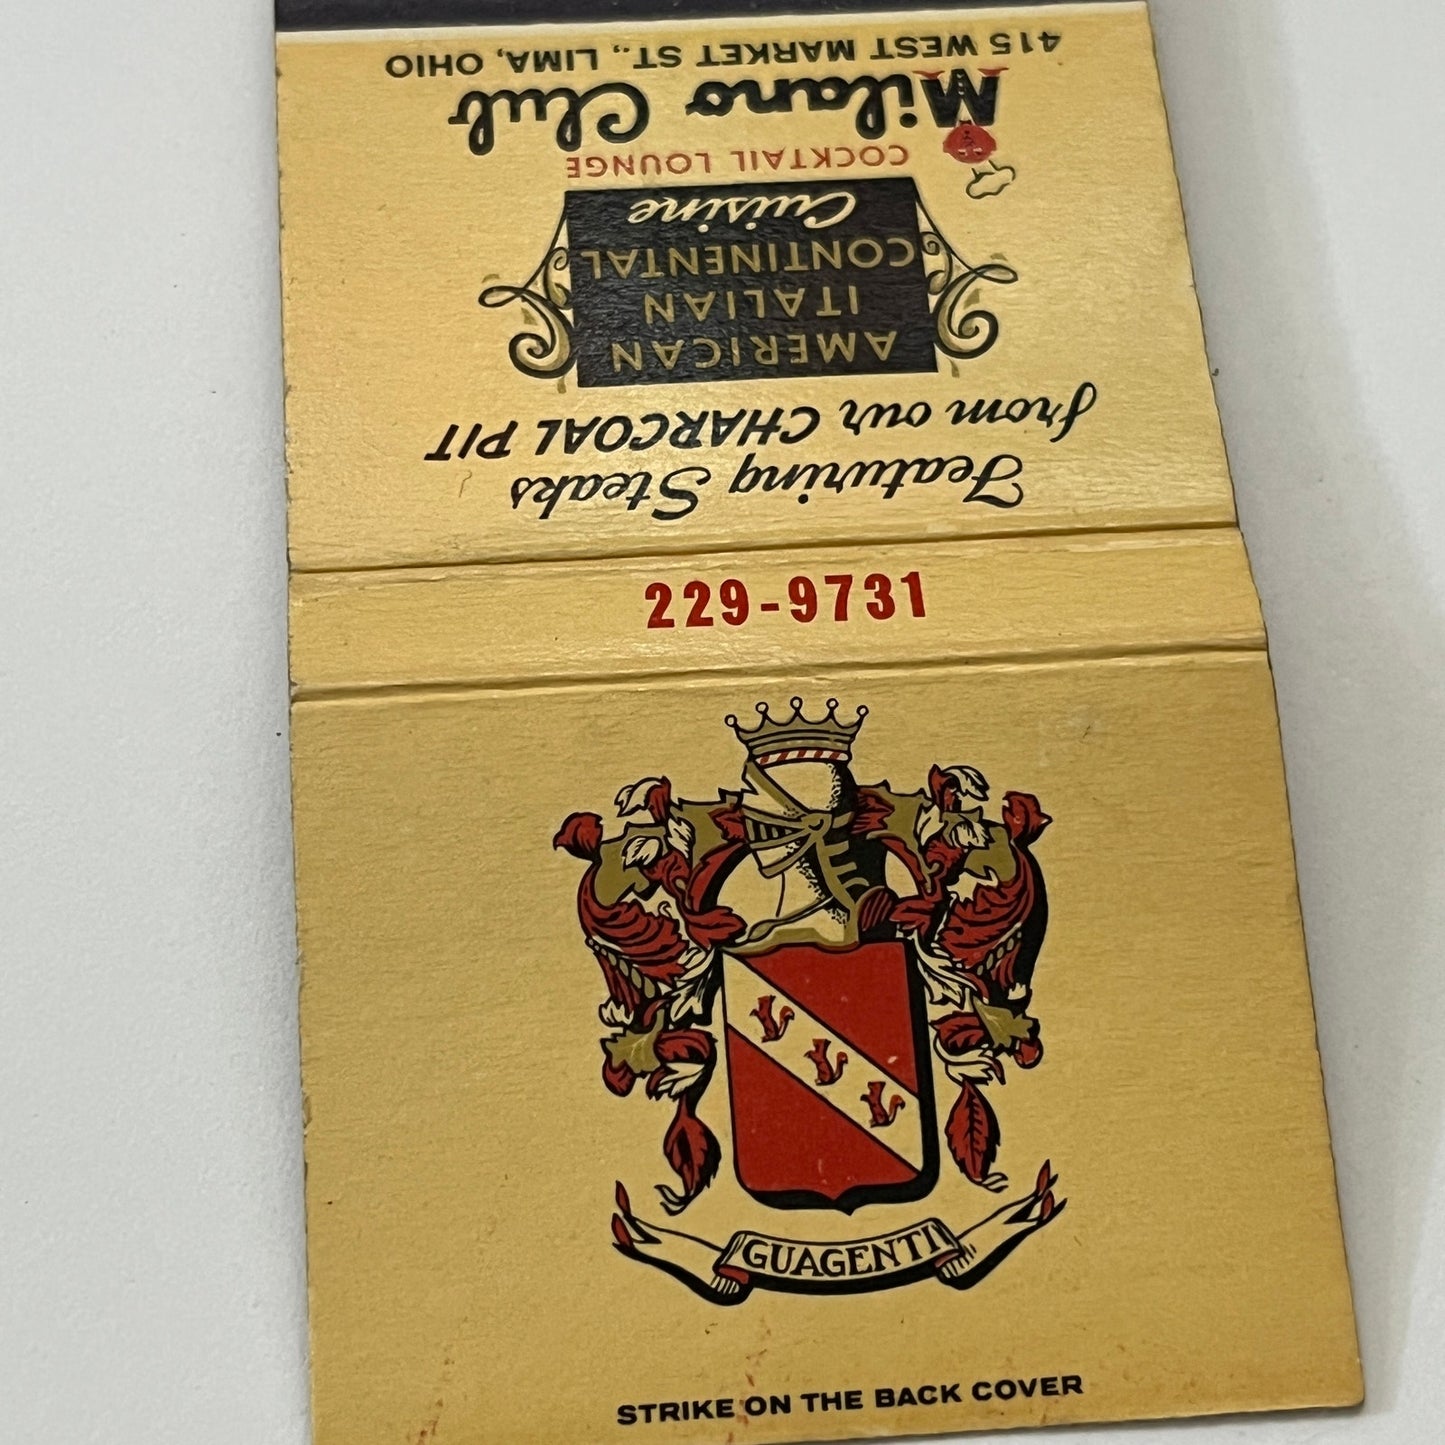 Featuring Steaks
from our CHARCOAL PIT
AMERICAN
ITALIAN
CONTINENTAL
Cuisine
COCKTAIL LOUNGE
Milano Club
415 WEST MARKET ST., LIMA, OHIO
229-9731
GUAGENTI
STRIKE ON THE BACK COVER